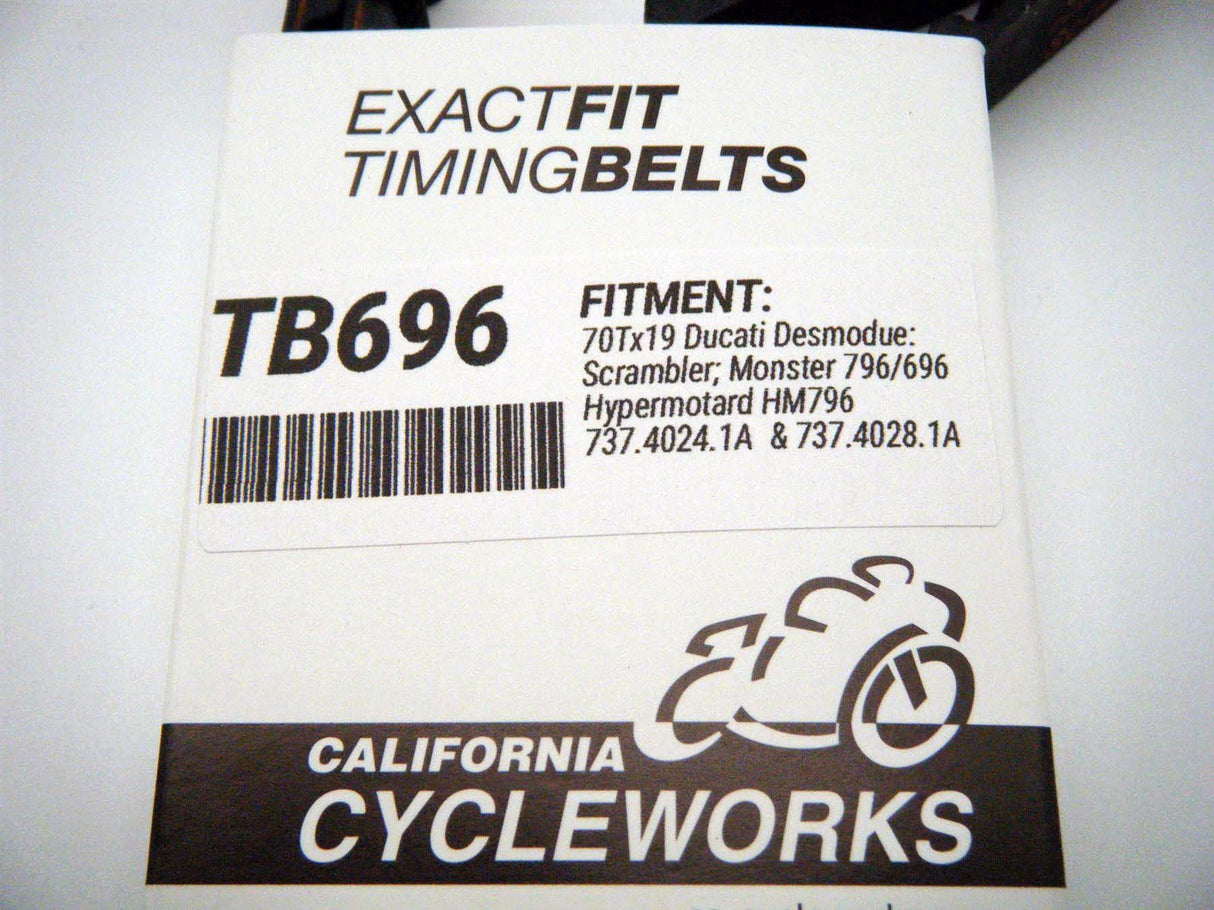 EXACTFIT
TIMINGBELTS
TB696
FITMENT:
70Tx19 Ducati Desmodue:
Scrambler; Monster 796/696
Hypermotard HM796
737.4024.1A & 737.4028.1A
CALIFORNIA
CYCLEWORKS